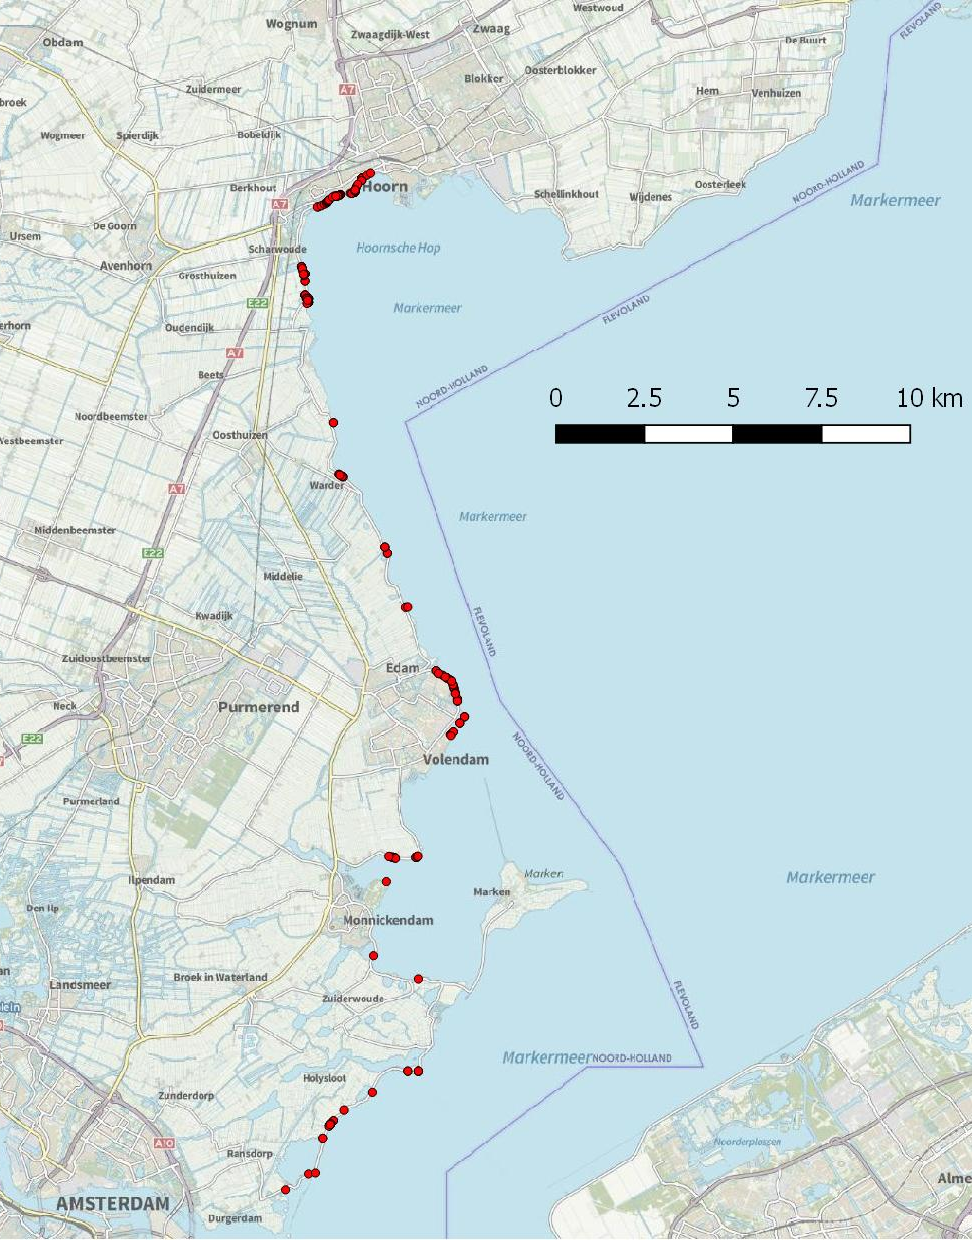 Wognum
Zwaagdijk-West
Zwaag
Westwoud
FLEVOLAND
Obdam
De Buurt
Blokker
Oosterblokker
Zuidermeer
A7
Hem
Venhuizen
broek
Wogmeer
Spierdijk
Bobeldijk
Berkhout
Hoorn
Oosterleek
NOORD-HOLLAND
Schellinkhout
Wijdenes
Markermeer
A7
De Goorn
Ursem
Scharwoude
Hoornsche Hop
Avenhorn
Grosthuizen
E22
Markermeer
FLEVOLAND
erhorn
Oudendijk
A7
Beets
NOORD-HOLLAND
0 2.5 5 7.5 10 km
Noordbeemster
Westbeemster
Oosthuizen
A7
Warder
Markermeer
Middenbeemster
E22
Middelie
Kwadijk
FLEVOLAND
Zuidoostbeemster
Edam
Neck
Purmerend
E22
Volendam
NOORD-HOLLAND
Purmerland
Ilpendam
Marken
Marken
Markermeer
Den Ilp
Monnickendam
Broek in Waterland
Landsmeer
Zuiderwoude
FLEVOLAND
Markermeer
NOORD-HOLLAND
Holysloot
Zunderdorp
A10
Ransdorp
Noorderplassen
Alme
AMSTERDAM
Durgerdam